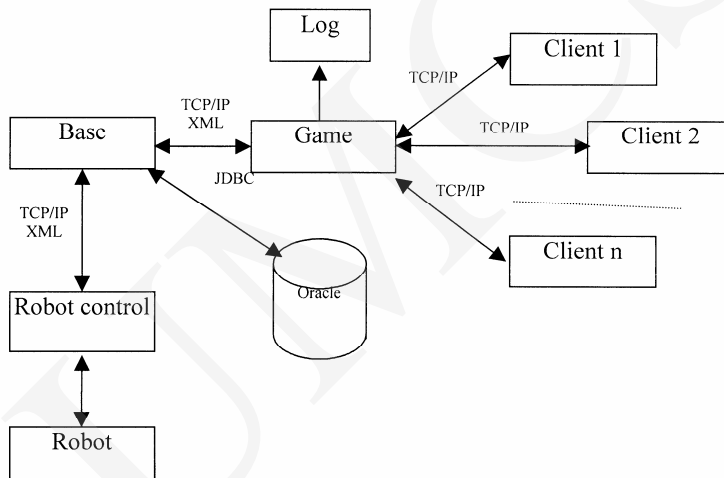 Log
Client 1
TCP/IP
TCP/IP
XML
Base
Game
TCP/IP
Client 2
JDBC
TCP/IP
TCP/IP
XML
Client n
Oracle
Robot control
Robot